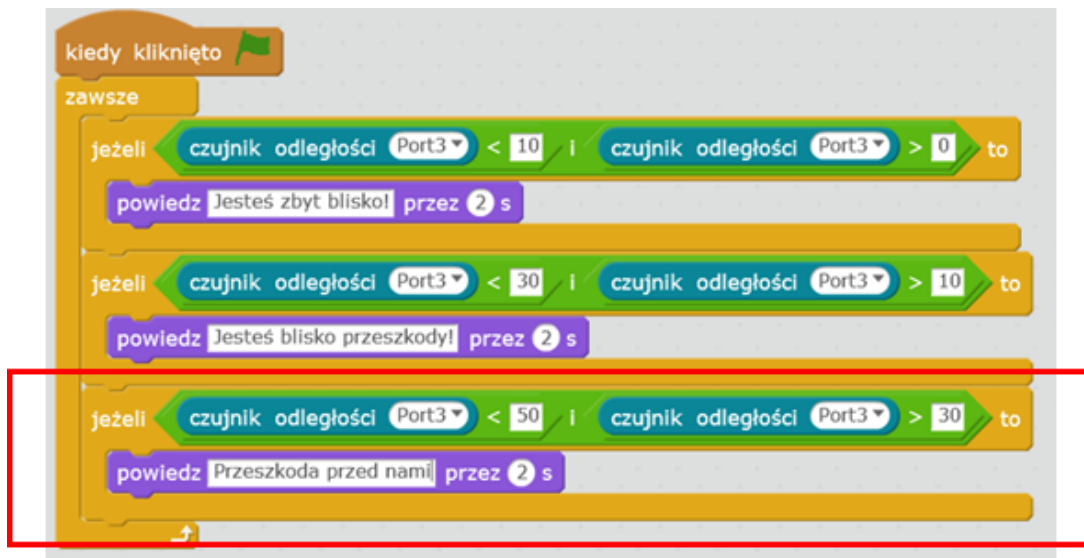 kiedy kliknięto
zawsze
jeżeli czujnik odległości Port3 < 10 i czujnik odległości Port3 > 0 to
powiedz Jesteś zbyt blisko! przez 2 s
jeżeli czujnik odległości Port3 < 30 i czujnik odległości Port3 > 10 to
powiedz Jesteś blisko przeszkody! przez 2 s
jeżeli czujnik odległości Port3 < 50 i czujnik odległości Port3 > 30 to
powiedz Przeszkoda przed nami przez 2 s